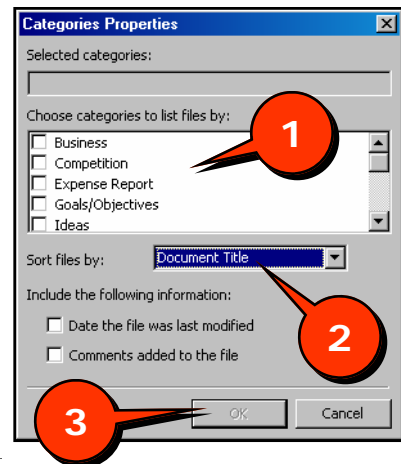 Categories Properties
Selected categories:
Choose categories to list files by:
Business
Competition
Expense Report
Goals/Objectives
Ideas
1
Sort files by: Document Title
2
Include the following information:
Date the file was last modified
Comments added to the file
3
OK Cancel